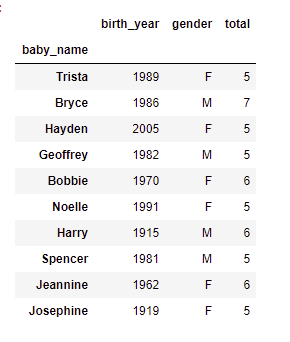 birth_year gender total
baby_name
Trista 1989 F 5
Bryce 1986 M 7
Hayden 2005 F 5
Geoffrey 1982 M 5
Bobbie 1970 F 6
Noelle 1991 F 5
Harry 1915 M 6
Spencer 1981 M 5
Jeannine 1962 F 6
Josephine 1919 F 5